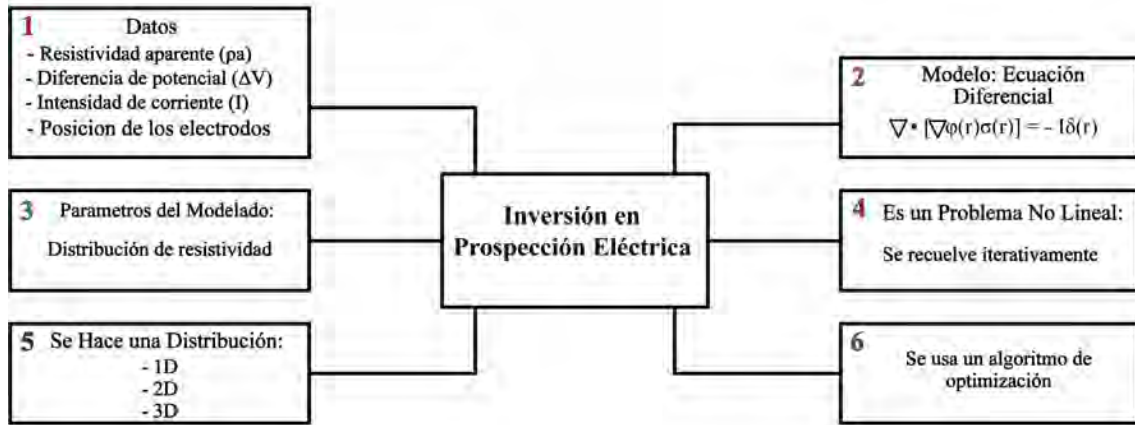 1 Datos
- Resistividad aparente (ρa)
- Diferencia de potencial (ΔV)
- Intensidad de corriente (I)
- Posicion de los electrodos
2 Modelo: Ecuación
Diferencial
∇• [∇φ(r)σ(r)] = - Iδ(r)
3 Parametros del Modelado:
Distribución de resistividad
Inversión en
Prospección Eléctrica
4 Es un Problema No Lineal:
Se recuelve iterativamente
5 Se Hace una Distribución:
- 1D
- 2D
- 3D
6 Se usa un algoritmo de
optimización